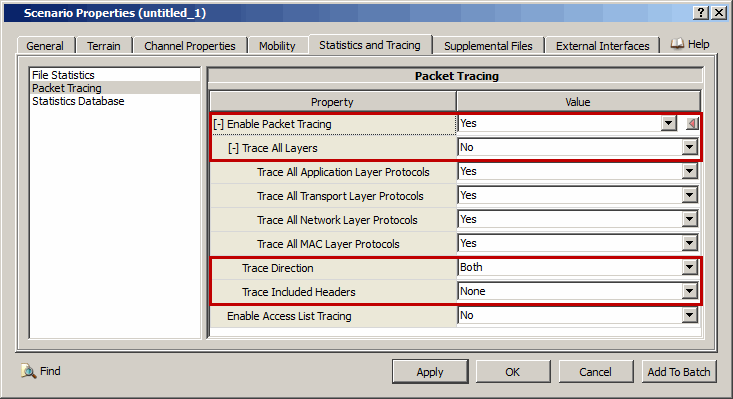 Scenario Properties (untitled_1)
General Terrain Channel Properties Mobility Statistics and Tracing Supplemental Files External Interfaces Help
File Statistics
Packet Tracing
Statistics Database
Packet Tracing
Property Value
[-] Enable Packet Tracing Yes
[-] Trace All Layers No
Trace All Application Layer Protocols Yes
Trace All Transport Layer Protocols Yes
Trace All Network Layer Protocols Yes
Trace All MAC Layer Protocols Yes
Trace Direction Both
Trace Included Headers None
Enable Access List Tracing No
Find Apply OK Cancel Add To Batch